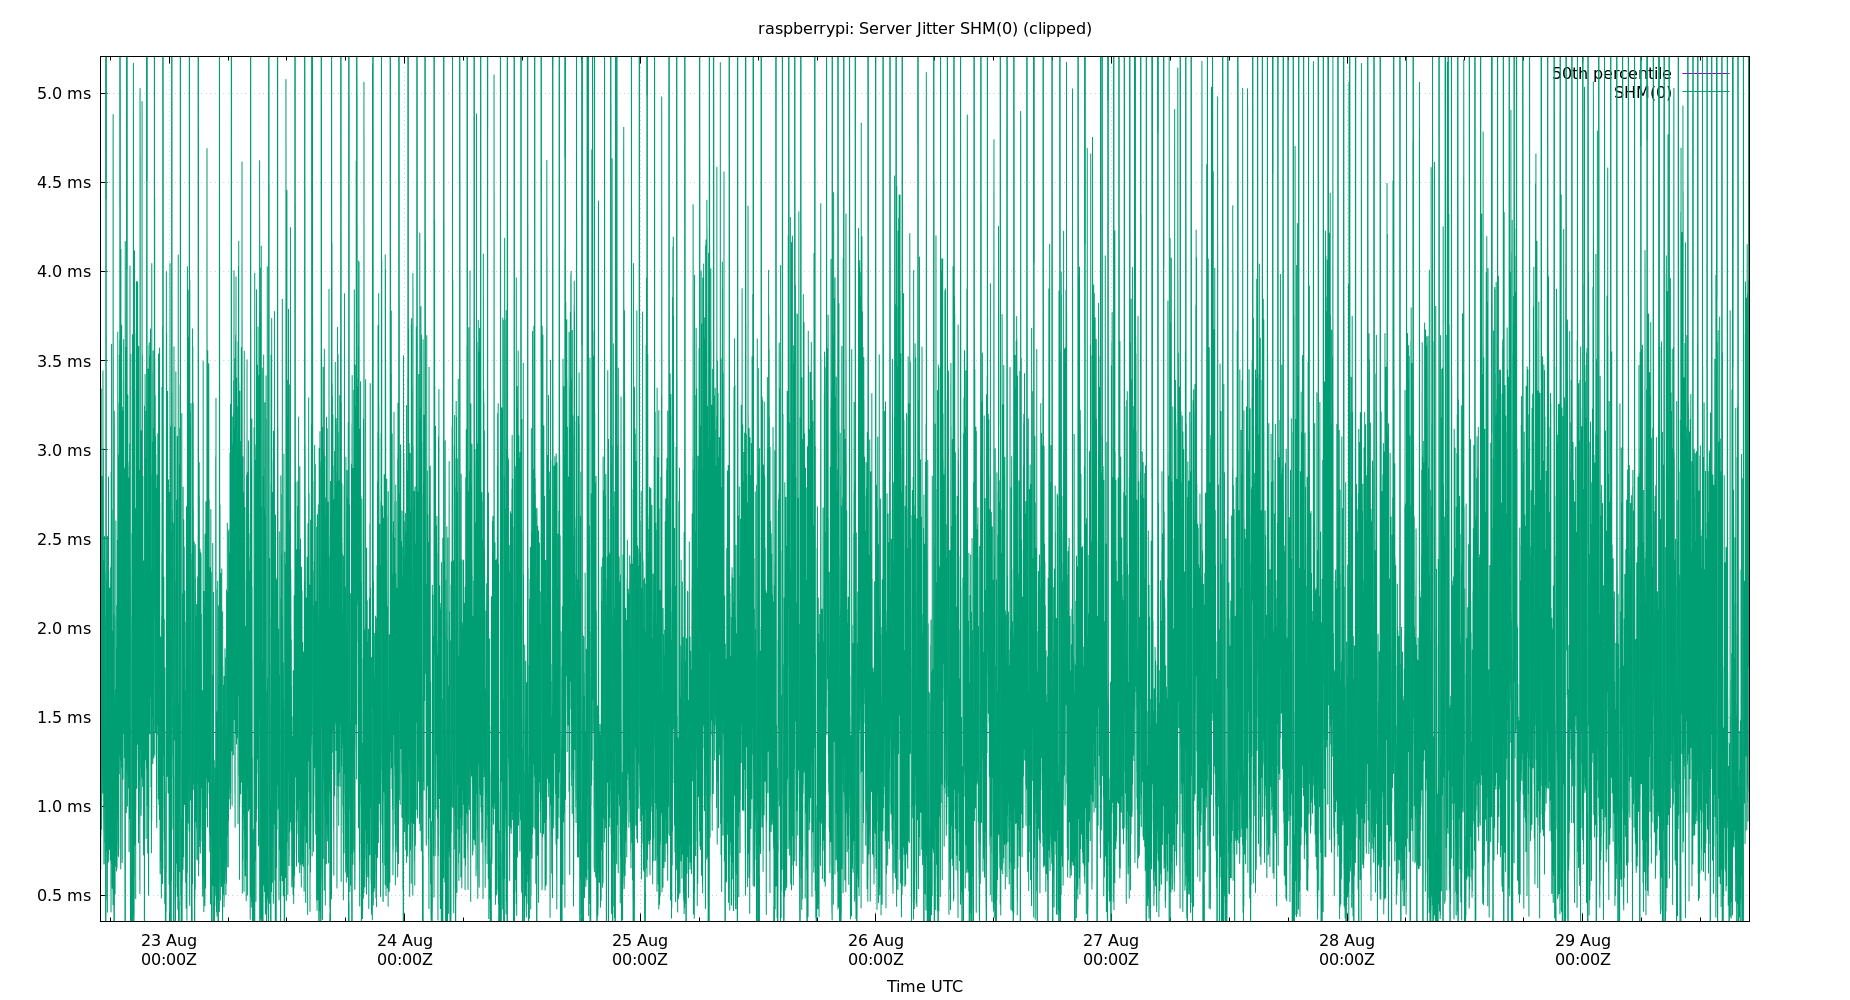 raspberrypi: Server Jitter SHM(0) (clipped)
50th percentile
SHM(0)
5.0 ms
4.5 ms
4.0 ms
3.5 ms
3.0 ms
2.5 ms
2.0 ms
1.5 ms
1.0 ms
0.5 ms
23 Aug 24 Aug 25 Aug 26 Aug 27 Aug 28 Aug 29 Aug
00:00Z 00:00Z 00:00Z 00:00Z 00:00Z 00:00Z 00:00Z
Time UTC